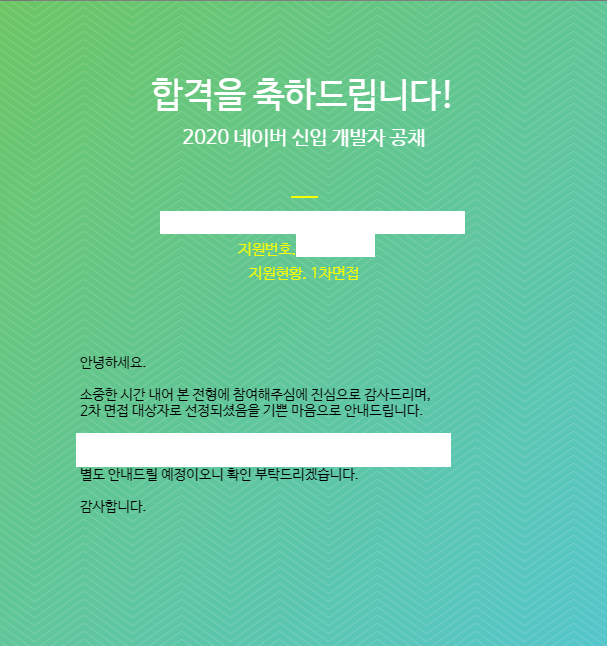 합격을 축하드립니다!
2020 네이버 신입 개발자 공채
지원번호.
지원현황. 1차면접
안녕하세요.
소중한 시간 내어 본 전형에 참여해주심에 진심으로 감사드리며,
2차 면접 대상자로 선정되셨음을 기쁜 마음으로 안내드립니다.
별도 안내드릴 예정이오니 확인 부탁드리겠습니다.
감사합니다.